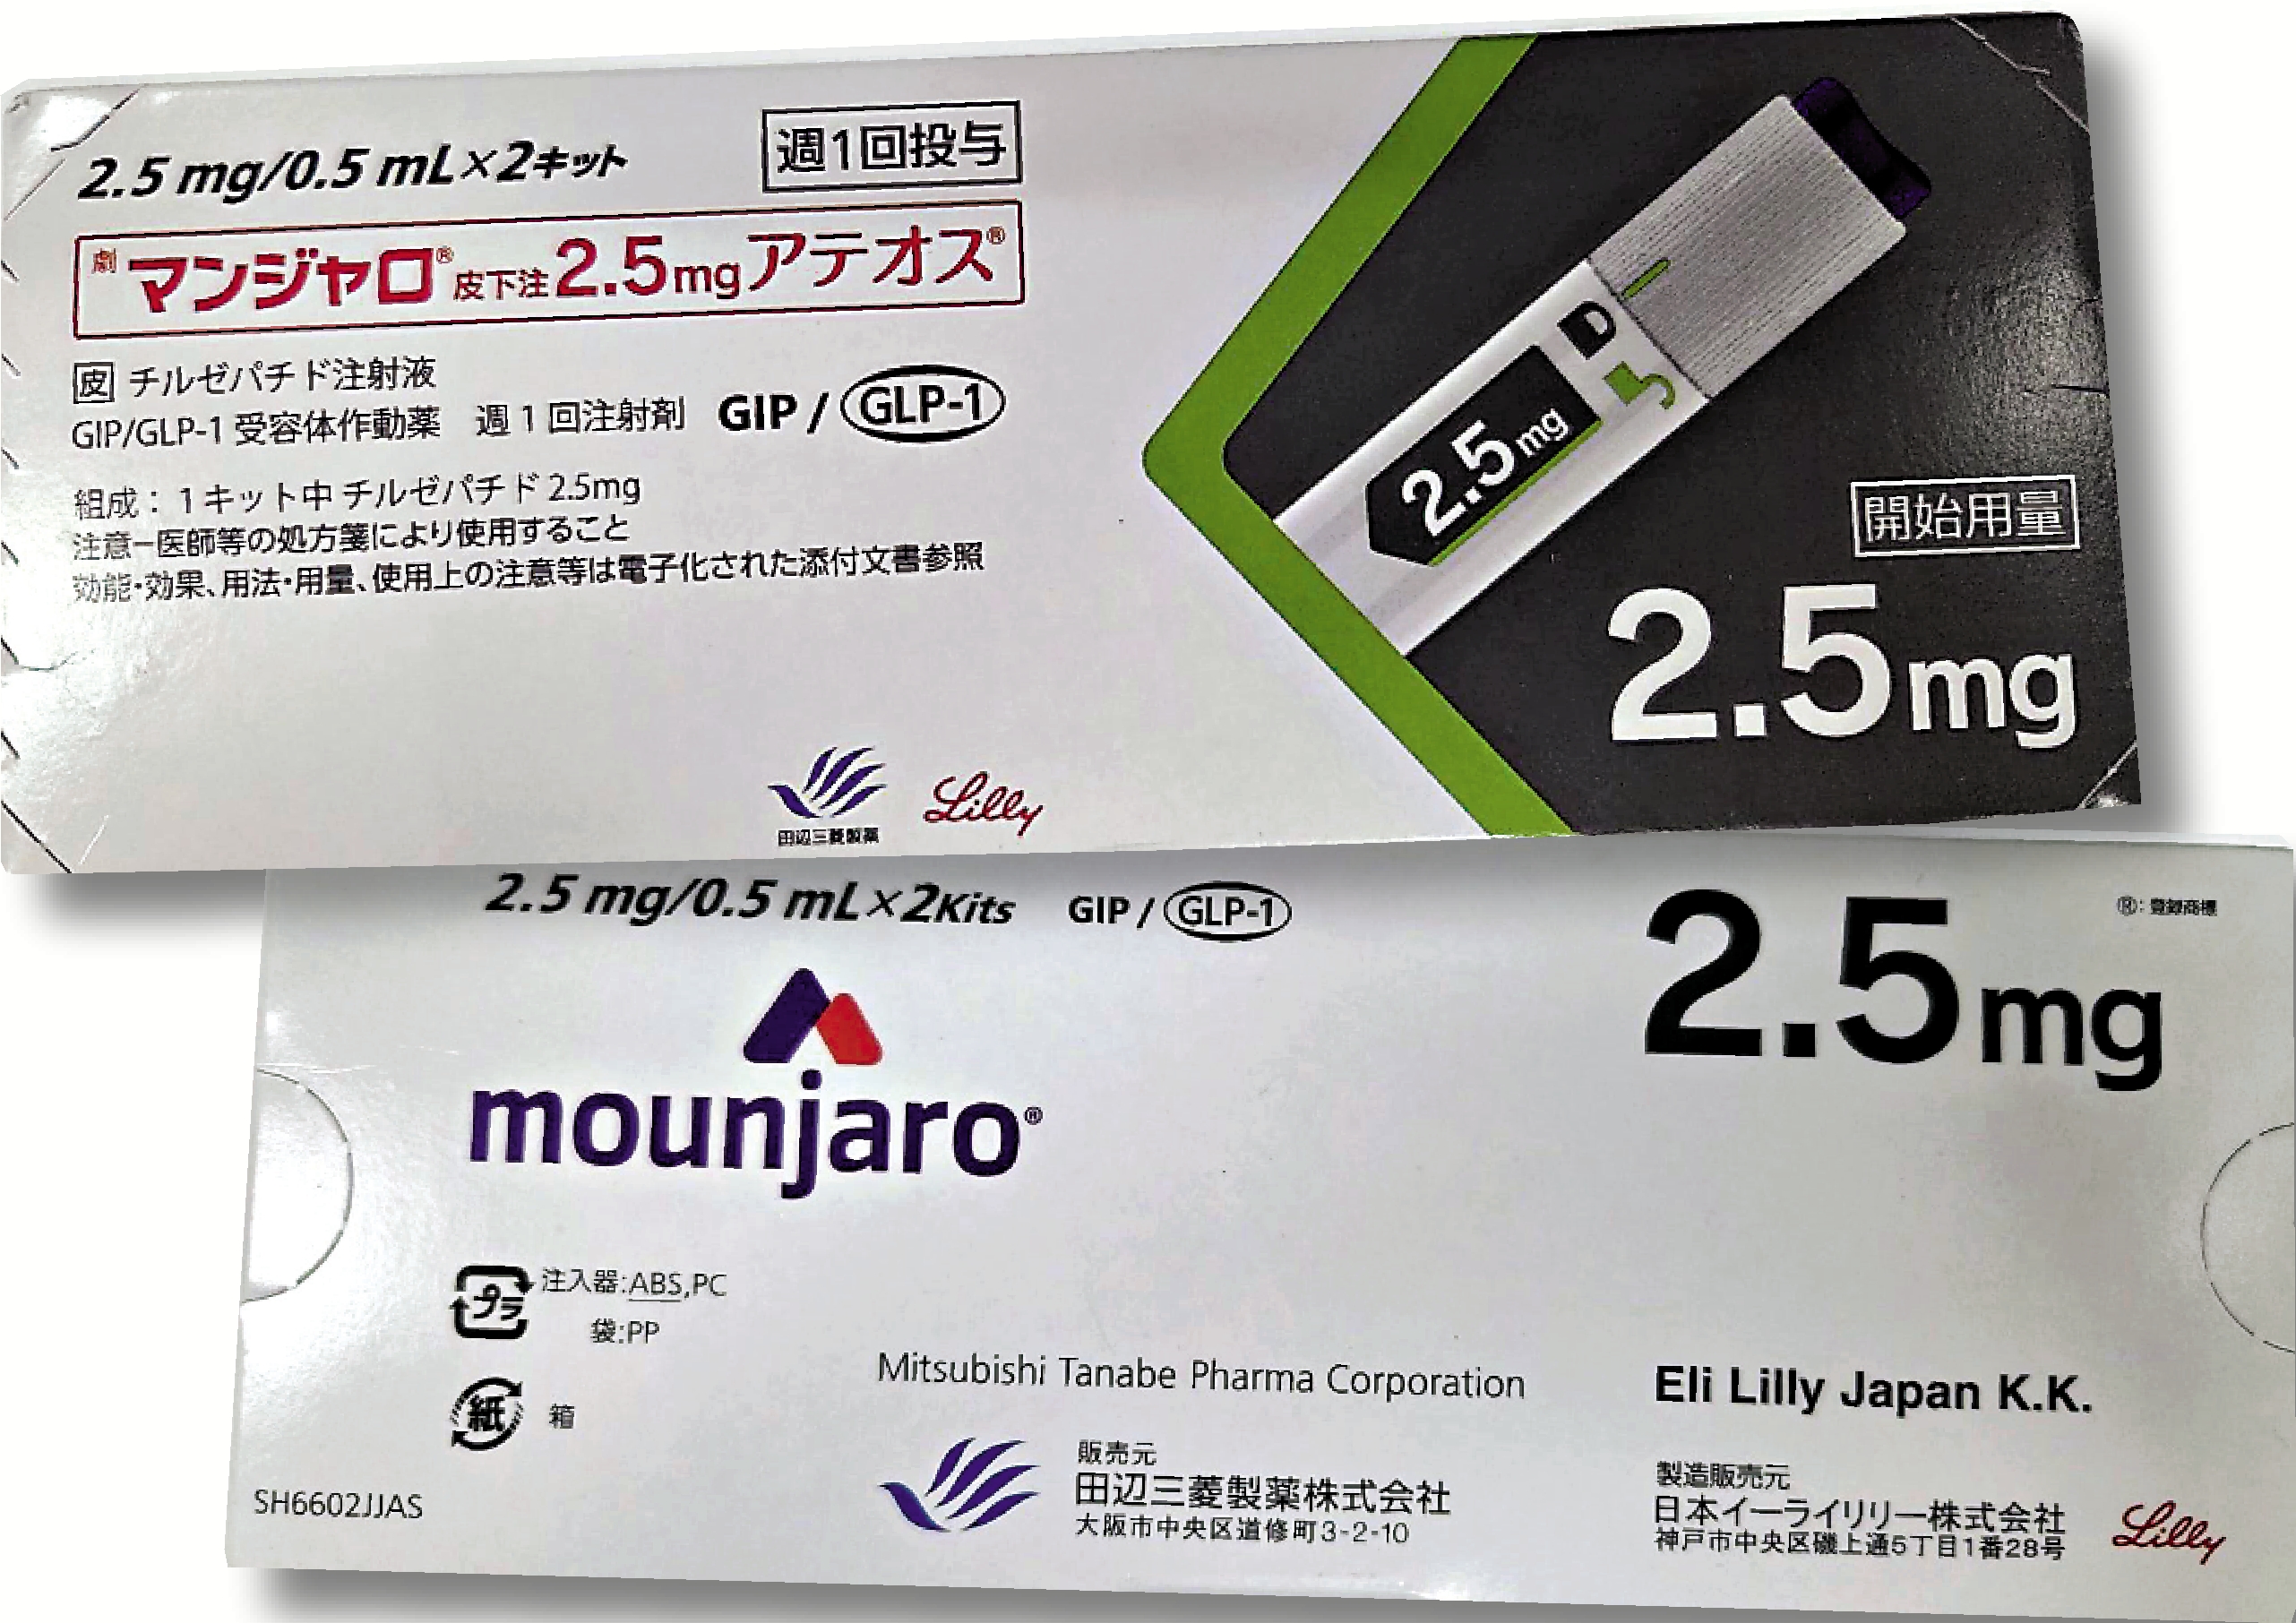 2.5 mg/0.5 mL×2キット
週1回投与
劇 マンジャロ® 皮下注2.5mgアテオス®
皮 チルゼパチド注射液
GIP/GLP-1 受容体作動薬 週1回注射剤 GIP / GLP-1
組成：1キット中 チルゼパチド 2.5mg
注意－医師等の処方箋により使用すること
効能・効果、用法・用量、使用上の注意等は電子化された添付文書参照
田辺三菱製薬
Lilly
D
2.5mg
開始用量
2.5mg
2.5 mg/0.5 mL×2Kits GIP / GLP-1
2.5mg
®：登録商標
mounjaro®
プラ 注入器:ABS,PC
袋:PP
紙 箱
SH6602JJAS
Mitsubishi Tanabe Pharma Corporation
販売元
田辺三菱製薬株式会社
大阪市中央区道修町3-2-10
Eli Lilly Japan K.K.
製造販売元
日本イーライリリー株式会社
神戸市中央区磯上通5丁目1番28号
Lilly